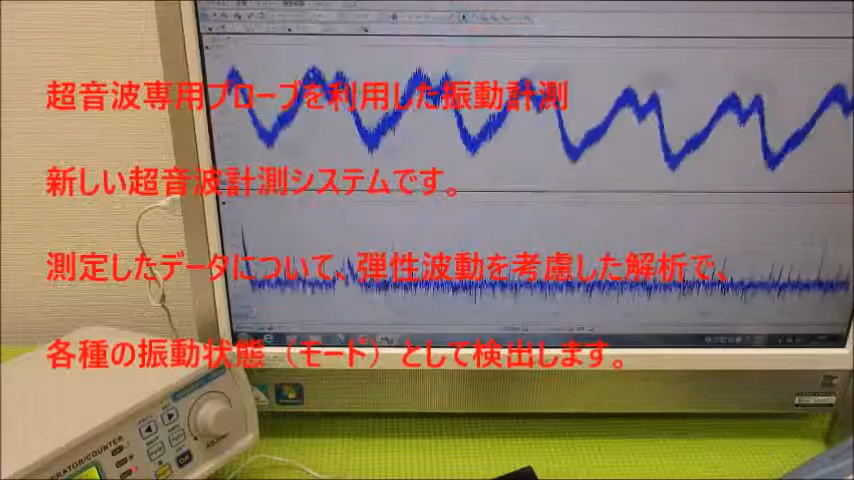 超音波専用プローブを利用した振動計測
新しい超音波計測システムです。
測定したデータについて、弾性波動を考慮した解析で、
各種の振動状態（モード）として検出します。
ERATOR/COUNTER